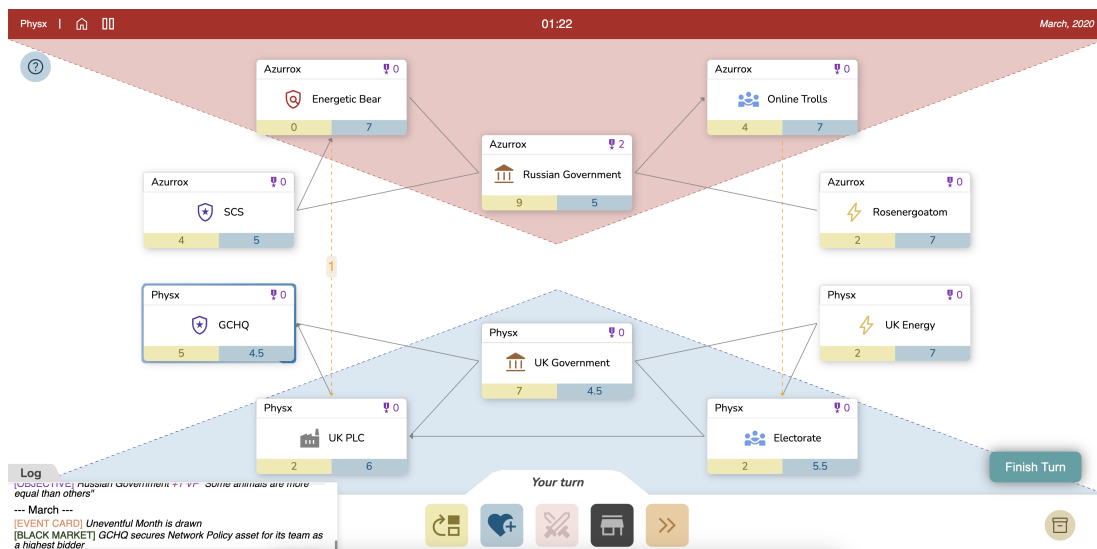 Physx |
01:22
March, 2020
?
Azurrox 0
Energetic Bear
0 7
Azurrox 0
Online Trolls
4 7
Azurrox 2
Russian Government
9 5
Azurrox 0
SCS
4 5
Azurrox 0
Rosenergoatom
2 7
1
Physx 0
GCHQ
5 4.5
Physx 0
UK Government
7 4.5
Physx 0
UK Energy
2 7
Physx 0
UK PLC
2 6
Physx 0
Electorate
2 5.5
Log
[OBJECTIVE] Russian Government +1 VP "Some animals are more
equal than others"
--- March ---
[EVENT CARD] Uneventful Month is drawn
[BLACK MARKET] GCHQ secures Network Policy asset for its team as
a highest bidder
Your turn
Finish Turn